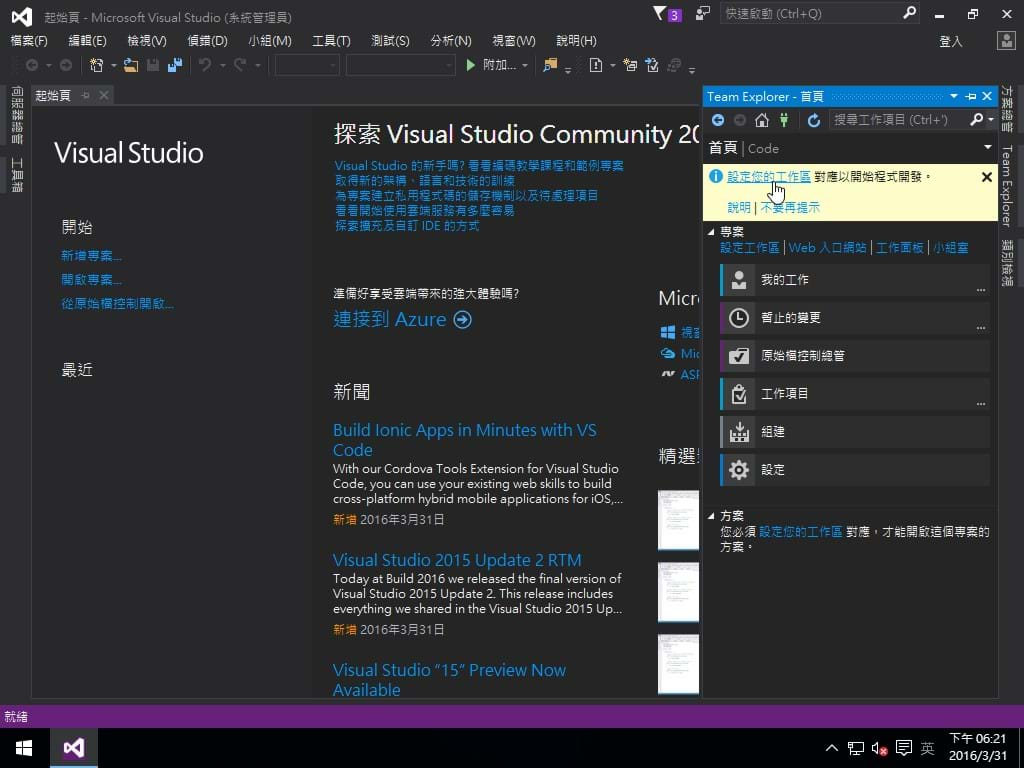 起始頁 - Microsoft Visual Studio (系統管理員)
3
快速啟動 (Ctrl+Q)
檔案(F) 編輯(E) 檢視(V) 偵錯(D) 小組(M) 工具(T) 測試(S) 分析(N) 視窗(W) 說明(H)
登入
附加...
伺服器總管
工具箱
起始頁
Visual Studio
開始
新增專案...
開啟專案...
從原始檔控制開啟...
最近
探索 Visual Studio Community 20
Visual Studio 的新手嗎? 看看編碼教學課程和範例專案
取得新的架構、語言和技術的訓練
為專案建立私用程式碼的儲存機制以及待處理項目
看看開始使用雲端服務有多麼容易
探索擴充及自訂 IDE 的方式
準備好享受雲端帶來的強大體驗嗎?
連接到 Azure
新聞
Build Ionic Apps in Minutes with VS
Code
With our Cordova Tools Extension for Visual Studio
Code, you can use your existing web skills to build
cross-platform hybrid mobile applications for iOS,...
新增 2016年3月31日
Visual Studio 2015 Update 2 RTM
Today at Build 2016 we released the final version of
Visual Studio 2015 Update 2. This release includes
everything we shared in the Visual Studio 2015 Up...
新增 2016年3月31日
Visual Studio “15” Preview Now
Available
Micr
視窗
Mic
ASP
精選
Team Explorer - 首頁
搜尋工作項目 (Ctrl+')
首頁 | Code
設定您的工作區 對應以開始程式開發。
說明 | 不要再提示
專案
設定工作區 | Web 入口網站 | 工作面板 | 小組室
我的工作
...
暫止的變更
...
原始檔控制總管
工作項目
...
組建
設定
方案
您必須 設定您的工作區 對應，才能開啟這個專案的
方案。
方案總管
Team Explorer
類別檢視
就緒
英
下午 06:21
2016/3/31